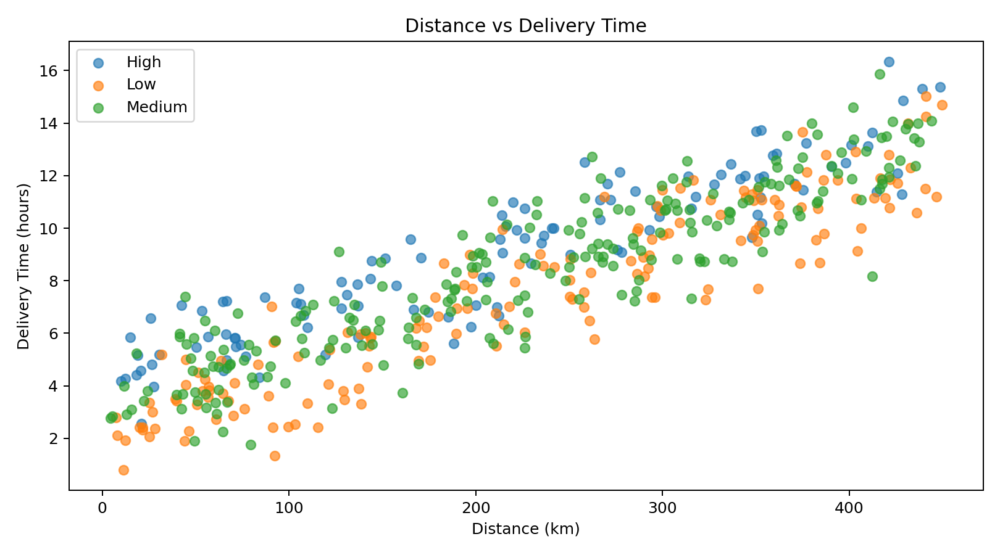 Distance vs Delivery Time
High
Low
Medium
Delivery Time (hours)
16
14
12
10
8
6
4
2
0
100
200
300
400
Distance (km)